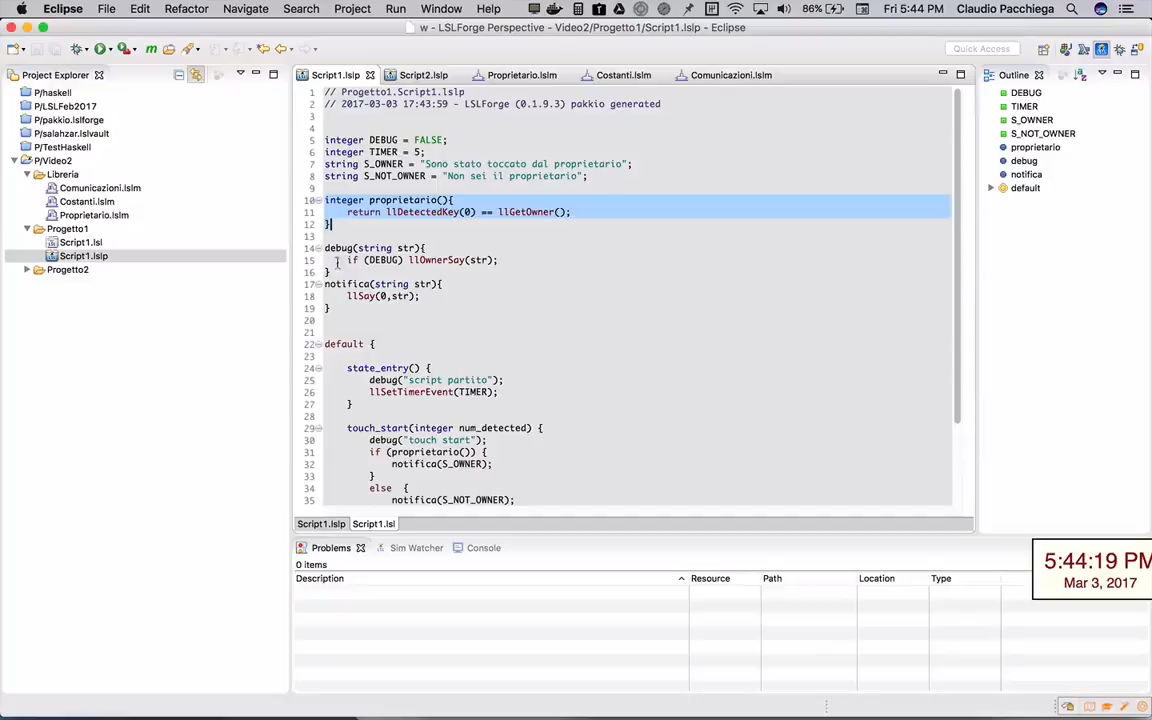 Eclipse File Edit Refactor Navigate Search Project Run Window Help 86% Fri 5:44 PM Claudio Pacchiega
w - LSLForge Perspective - Video2/Progetto1/Script1.lslp - Eclipse
Quick Access
Project Explorer
P/haskell
P/LSLFeb2017
P/pakkio.lslforge
P/salahzar.lslvault
P/TestHaskell
P/Video2
Libreria
Comunicazioni.lslm
Costanti.lslm
Proprietario.lslm
Progetto1
Script1.lsl
Script1.lslp
Progetto2
Script1.lslp Script2.lslp Proprietario.lslm Costanti.lslm Comunicazioni.lslm
1 // Progetto1.Script1.lslp
2 // 2017-03-03 17:43:59 - LSLForge (0.1.9.3) pakkio generated
3
4
5 integer DEBUG = FALSE;
6 integer TIMER = 5;
7 string S_OWNER = "Sono stato toccato dal proprietario";
8 string S_NOT_OWNER = "Non sei il proprietario";
9
10 integer proprietario(){
11 return llDetectedKey(0) == llGetOwner();
12 }
13
14 debug(string str){
15 if (DEBUG) llOwnerSay(str);
16 }
17 notifica(string str){
18 llSay(0,str);
19 }
20
21
22 default {
23
24 state_entry() {
25 debug("script partito");
26 llSetTimerEvent(TIMER);
27 }
28
29 touch_start(integer num_detected) {
30 debug("touch start");
31 if (proprietario()) {
32 notifica(S_OWNER);
33 }
34 else {
35 notifica(S_NOT_OWNER);
Script1.lslp Script1.lsl
Outline
DEBUG
TIMER
S_OWNER
S_NOT_OWNER
proprietario
debug
notifica
default
Problems Sim Watcher Console
0 items
Description Resource Path Location Type
5:44:19 PM
Mar 3, 2017